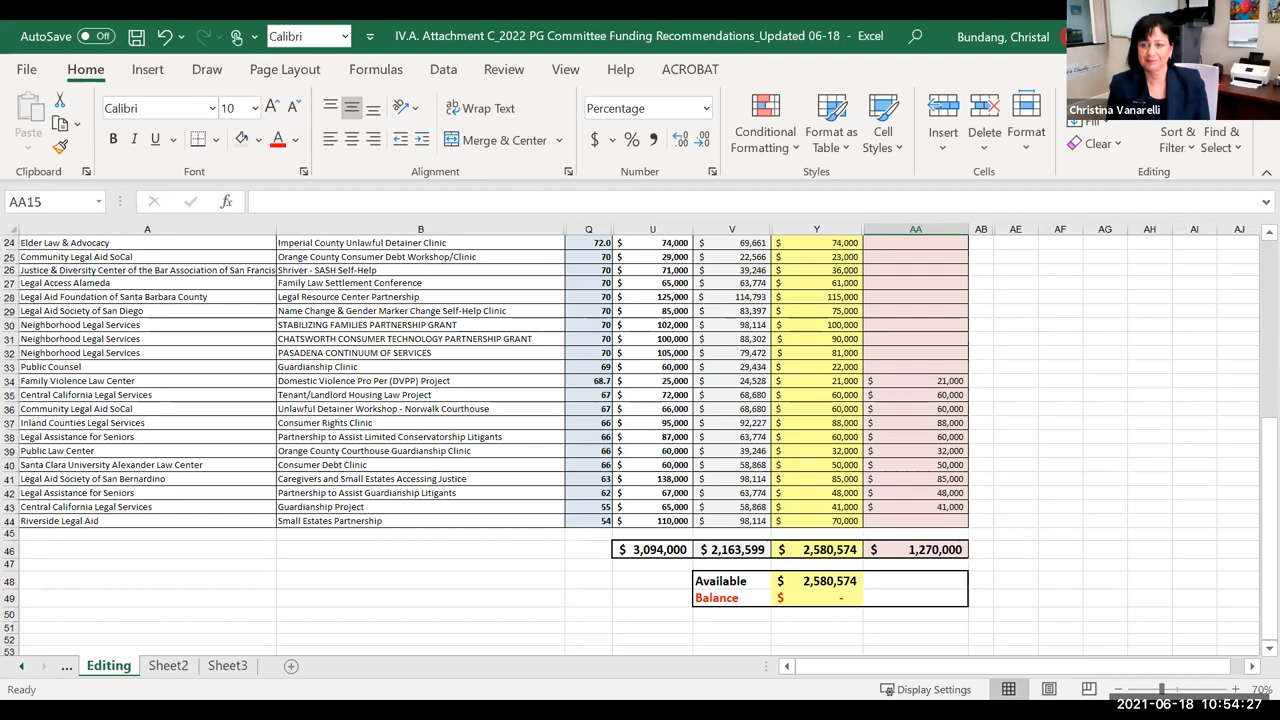 AutoSave Off Calibri IV.A. Attachment C_2022 PG Committee Funding Recommendations_Updated 06-18 - Excel Bundang, Christal
Christina Vanarelli
File Home Insert Draw Page Layout Formulas Data Review View Help ACROBAT
Paste Calibri 10 A^ A˅ Wrap Text Percentage Conditional Formatting Format as Table Cell Styles Insert Delete Format Fill Sort & Filter Find & Select
B I U A Merge & Center $ % , Clear
Clipboard Font Alignment Number Styles Cells Editing
AA15 fx
A B Q U V Y AA AB AE AF AG AH AI AJ
24 Elder Law & Advocacy Imperial County Unlawful Detainer Clinic 72.0 $ 74,000 $ 69,661 $ 74,000
25 Community Legal Aid SoCal Orange County Consumer Debt Workshop/Clinic 70 $ 29,000 $ 22,566 $ 23,000
26 Justice & Diversity Center of the Bar Association of San Francis Shriver - SASH Self-Help 70 $ 71,000 $ 39,246 $ 36,000
27 Legal Access Alameda Family Law Settlement Conference 70 $ 65,000 $ 63,774 $ 61,000
28 Legal Aid Foundation of Santa Barbara County Legal Resource Center Partnership 70 $ 125,000 $ 114,793 $ 115,000
29 Legal Aid Society of San Diego Name Change & Gender Marker Change Self-Help Clinic 70 $ 85,000 $ 83,397 $ 75,000
30 Neighborhood Legal Services STABILIZING FAMILIES PARTNERSHIP GRANT 70 $ 102,000 $ 98,114 $ 100,000
31 Neighborhood Legal Services CHATSWORTH CONSUMER TECHNOLOGY PARTNERSHIP GRANT 70 $ 100,000 $ 88,302 $ 90,000
32 Neighborhood Legal Services PASADENA CONTINUUM OF SERVICES 70 $ 105,000 $ 79,472 $ 81,000
33 Public Counsel Guardianship Clinic 69 $ 60,000 $ 29,434 $ 22,000
34 Family Violence Law Center Domestic Violence Pro Per (DVPP) Project 68.7 $ 25,000 $ 24,528 $ 21,000 $ 21,000
35 Central California Legal Services Tenant/Landlord Housing Law Project 67 $ 72,000 $ 68,680 $ 60,000 $ 60,000
36 Community Legal Aid SoCal Unlawful Detainer Workshop - Norwalk Courthouse 67 $ 66,000 $ 68,680 $ 60,000 $ 60,000
37 Inland Counties Legal Services Consumer Rights Clinic 66 $ 95,000 $ 92,227 $ 88,000 $ 88,000
38 Legal Assistance for Seniors Partnership to Assist Limited Conservatorship Litigants 66 $ 87,000 $ 63,774 $ 60,000 $ 60,000
39 Public Law Center Orange County Courthouse Guardianship Clinic 66 $ 60,000 $ 39,246 $ 32,000 $ 32,000
40 Santa Clara University Alexander Law Center Consumer Debt Clinic 66 $ 60,000 $ 58,868 $ 50,000 $ 50,000
41 Legal Aid Society of San Bernardino Caregivers and Small Estates Accessing Justice 63 $ 138,000 $ 98,114 $ 85,000 $ 85,000
42 Legal Assistance for Seniors Partnership to Assist Guardianship Litigants 62 $ 67,000 $ 63,774 $ 48,000 $ 48,000
43 Central California Legal Services Guardianship Project 55 $ 65,000 $ 58,868 $ 41,000 $ 41,000
44 Riverside Legal Aid Small Estates Partnership 54 $ 110,000 $ 98,114 $ 70,000
45
46 $ 3,094,000 $ 2,163,599 $ 2,580,574 $ 1,270,000
47
48 Available $ 2,580,574
49 Balance $ -
50
51
52
53
... Editing Sheet2 Sheet3
Ready Display Settings 70%
2021-06-18 10:54:27